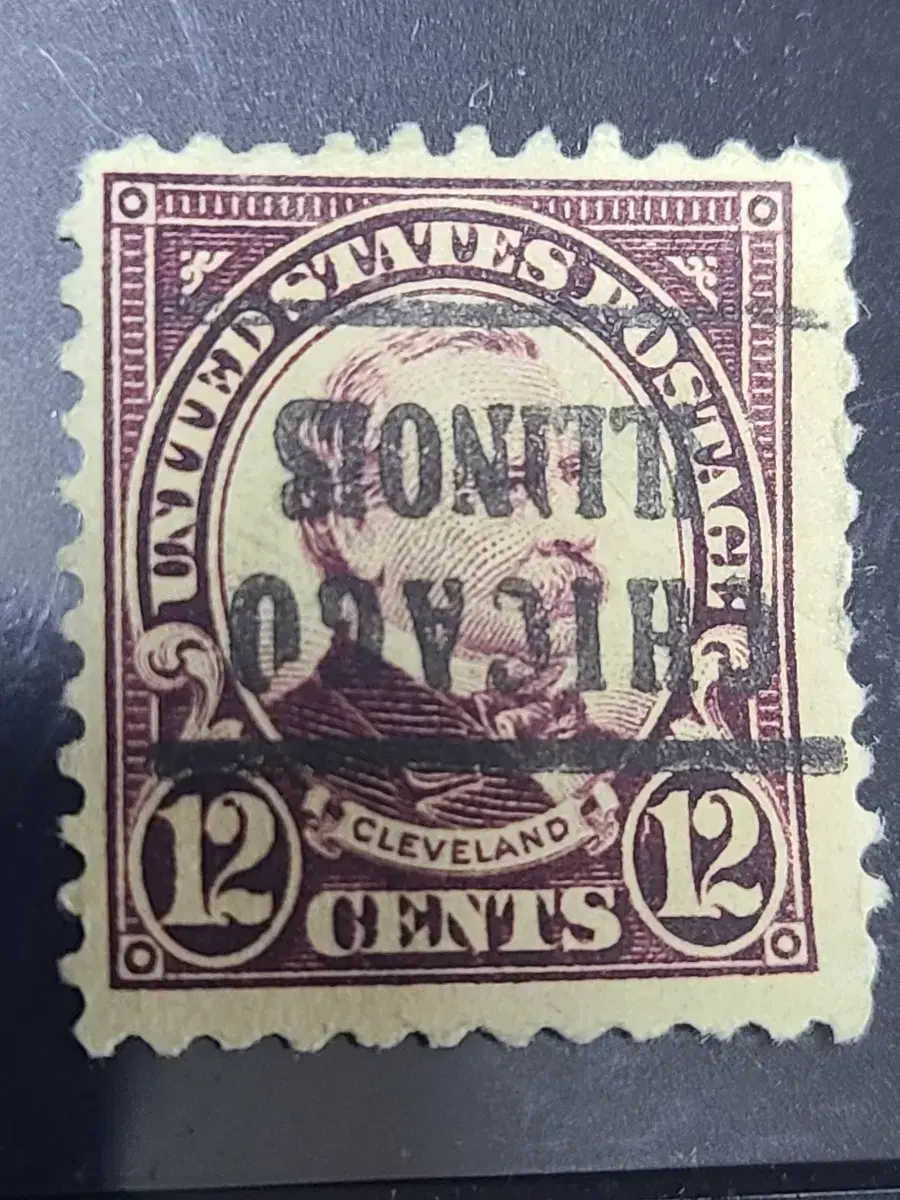 UNITED STATES POSTAGE
CHICAGO
ILLINOIS
CLEVELAND
12 CENTS 12